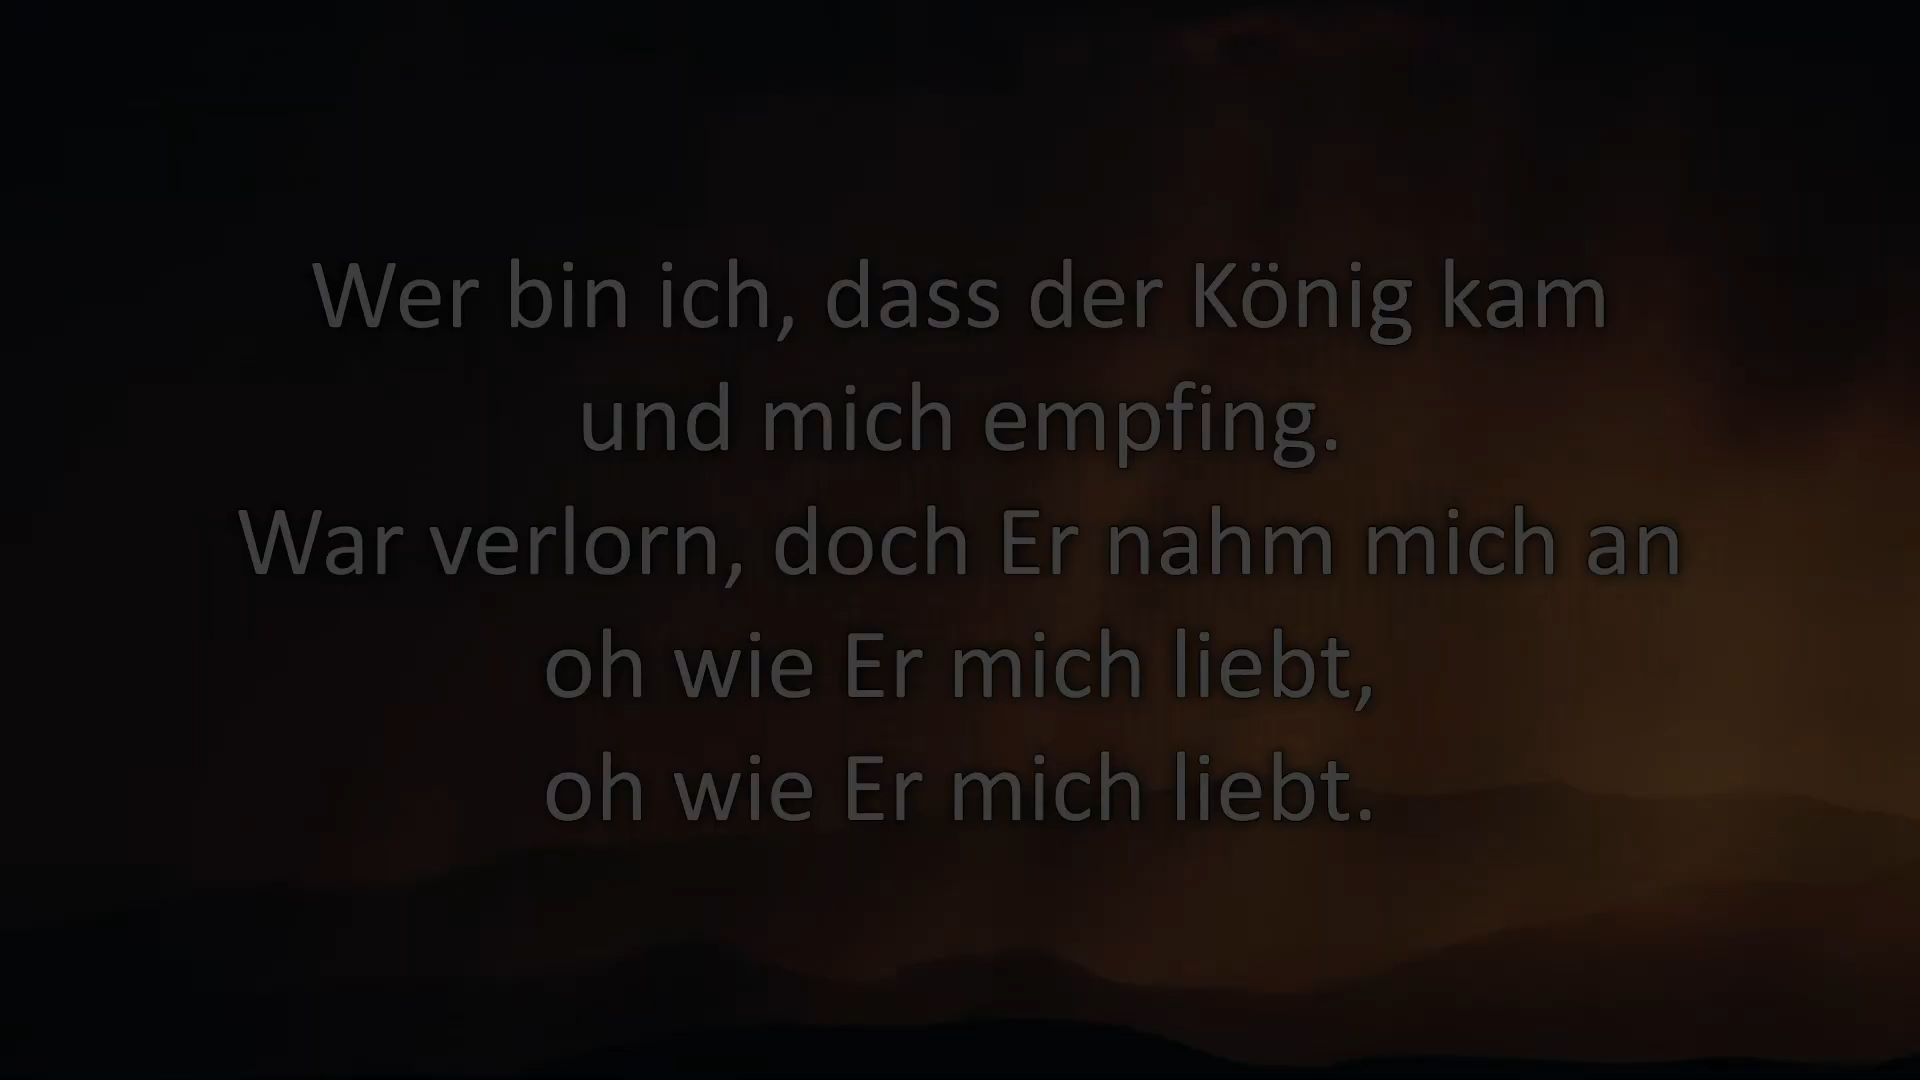 Wer bin ich, dass der König kam
und mich empfing.
War verlorn, doch Er nahm mich an
oh wie Er mich liebt,
oh wie Er mich liebt.